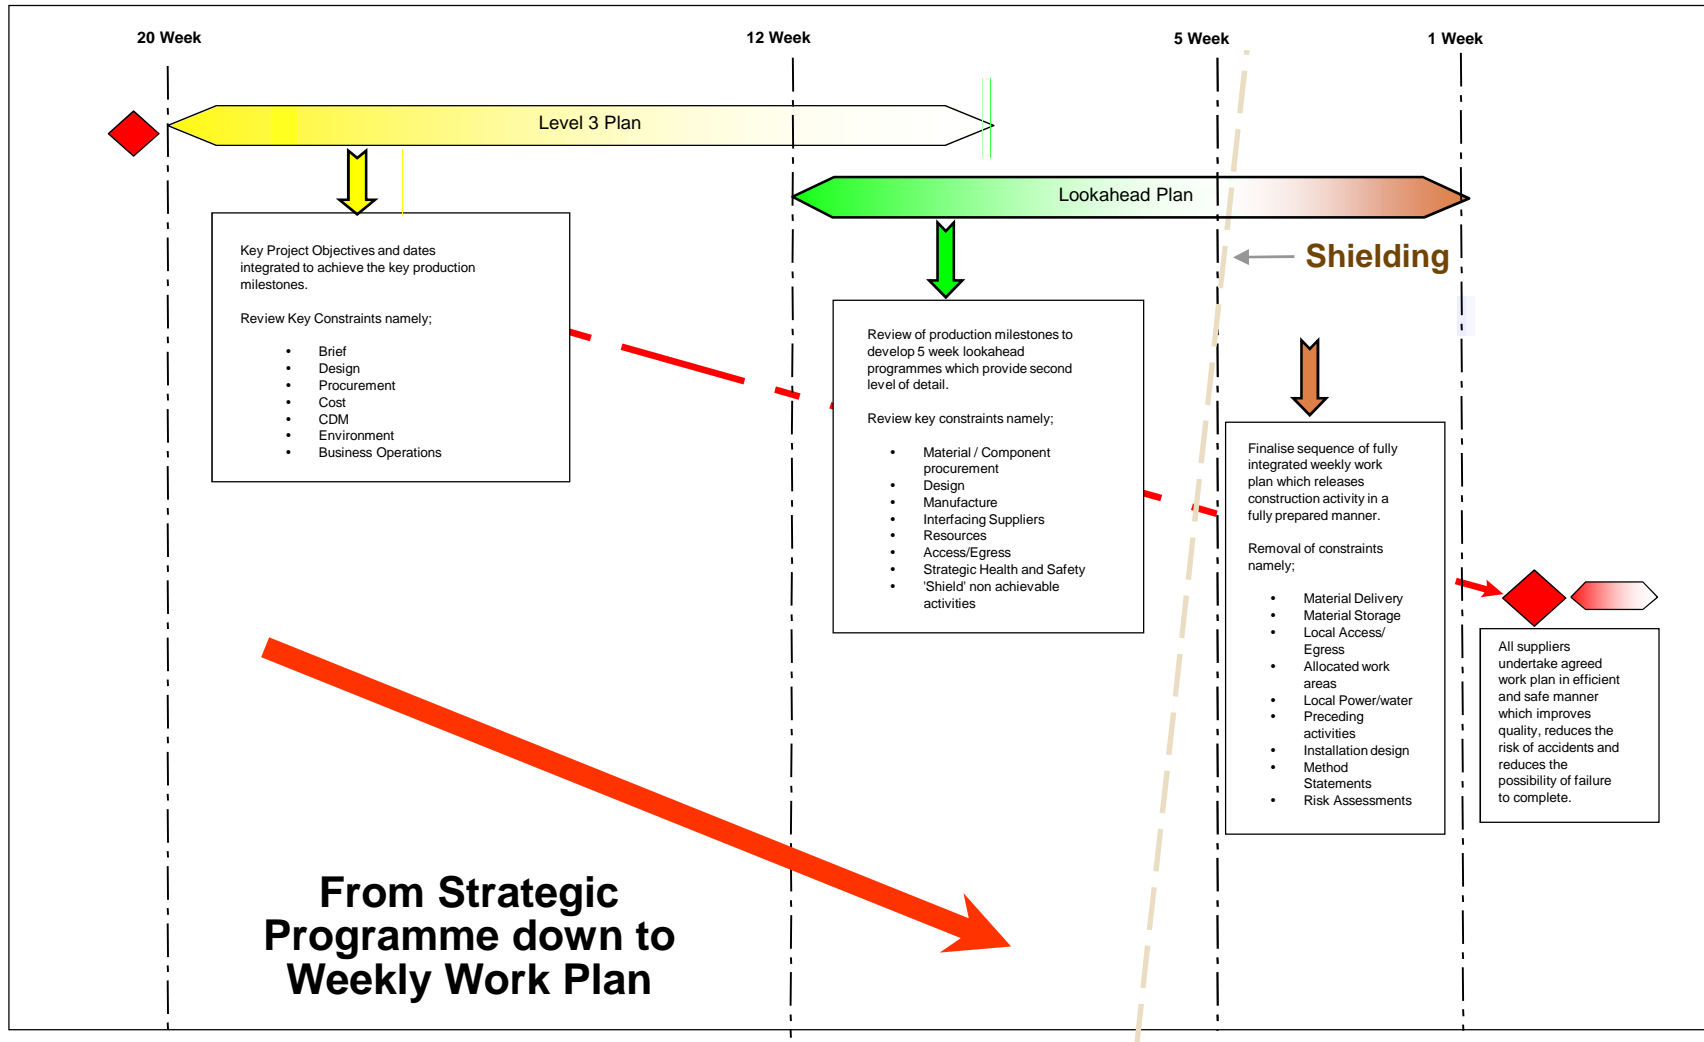 20 Week
12 Week
5 Week
1 Week
Level 3 Plan
Lookahead Plan
Shielding
Key Project Objectives and dates
integrated to achieve the key production
milestones.
Review Key Constraints namely;
• Brief
• Design
• Procurement
• Cost
• CDM
• Environment
• Business Operations
Review of production milestones to
develop 5 week lookahead
programmes which provide second
level of detail.
Review key constraints namely;
• Material / Component
procurement
• Design
• Manufacture
• Interfacing Suppliers
• Resources
• Access/Egress
• Strategic Health and Safety
• 'Shield' non achievable
activities
Finalise sequence of fully
integrated weekly work
plan which releases
construction activity in a
fully prepared manner.
Removal of constraints
namely;
• Material Delivery
• Material Storage
• Local Access/
Egress
• Allocated work
areas
• Local Power/water
• Preceding
activities
• Installation design
• Method
Statements
• Risk Assessments
All suppliers
undertake agreed
work plan in efficient
and safe manner
which improves
quality, reduces the
risk of accidents and
reduces the
possibility of failure
to complete.
From Strategic
Programme down to
Weekly Work Plan